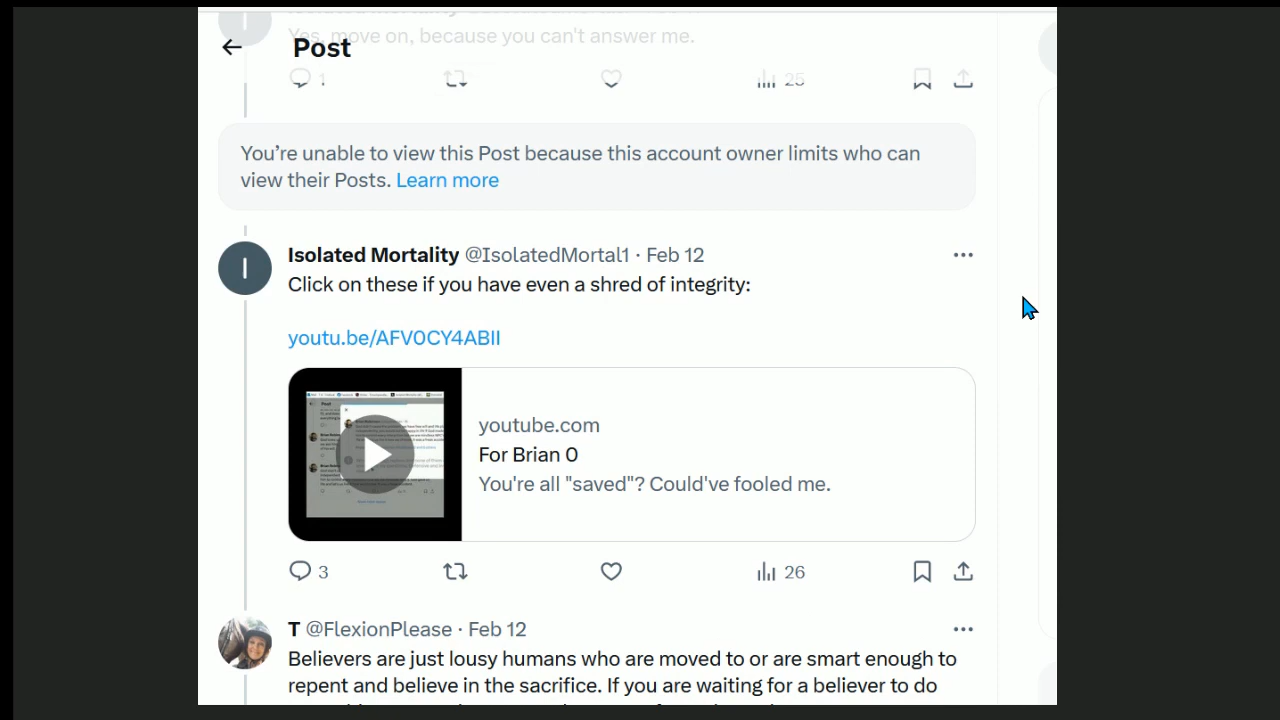 Yes, move on, because you can't answer me.
Post
1
25
You’re unable to view this Post because this account owner limits who can
view their Posts. Learn more
I
Isolated Mortality @IsolatedMortal1 · Feb 12
Click on these if you have even a shred of integrity:
youtu.be/AFV0CY4ABII
youtube.com
For Brian O
You're all "saved"? Could've fooled me.
3
26
T @FlexionPlease · Feb 12
Believers are just lousy humans who are moved to or are smart enough to
repent and believe in the sacrifice. If you are waiting for a believer to do